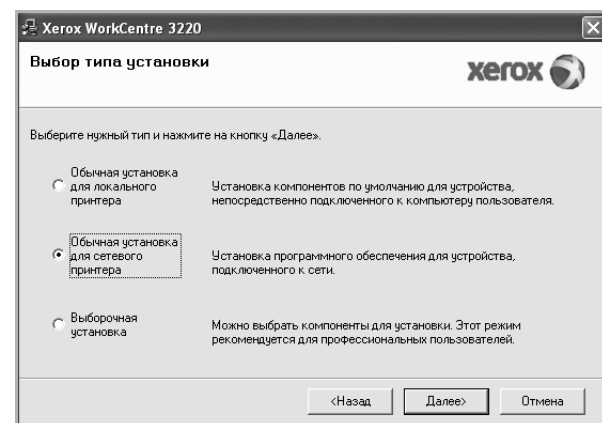 Xerox WorkCentre 3220
Выбор типа установки
xerox
Выберите нужный тип и нажмите на кнопку «Далее».
Обычная установка
для локального
принтера
Установка компонентов по умолчанию для устройства,
непосредственно подключенного к компьютеру пользователя.
Обычная установка
для сетевого
принтера
Установка программного обеспечения для устройства,
подключенного к сети.
Выборочная
установка
Можно выбрать компоненты для установки. Этот режим
рекомендуется для профессиональных пользователей.
<Назад
Далее>
Отмена